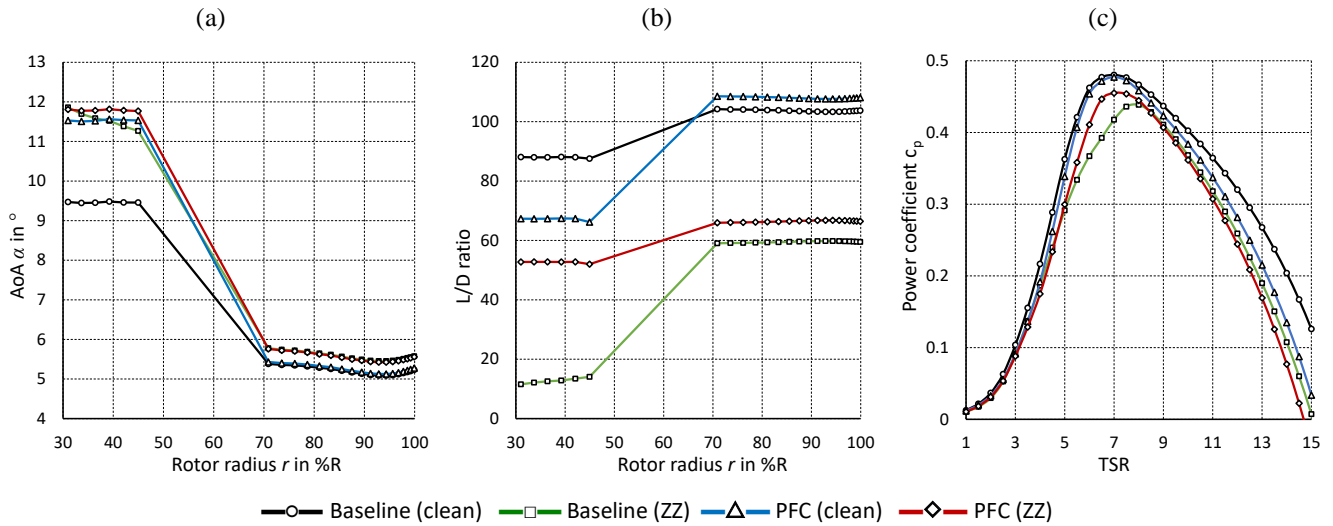 (a)
13
12
11
10
9
8
7
6
5
4
AoA α in °
30 40 50 60 70 80 90 100
Rotor radius r in %R
(b)
120
100
80
60
40
20
0
L/D ratio
30 40 50 60 70 80 90 100
Rotor radius r in %R
(c)
0.5
0.4
0.3
0.2
0.1
0
Power coefficient cp
1 3 5 7 9 11 13 15
TSR
Baseline (clean) Baseline (ZZ) PFC (clean) PFC (ZZ)